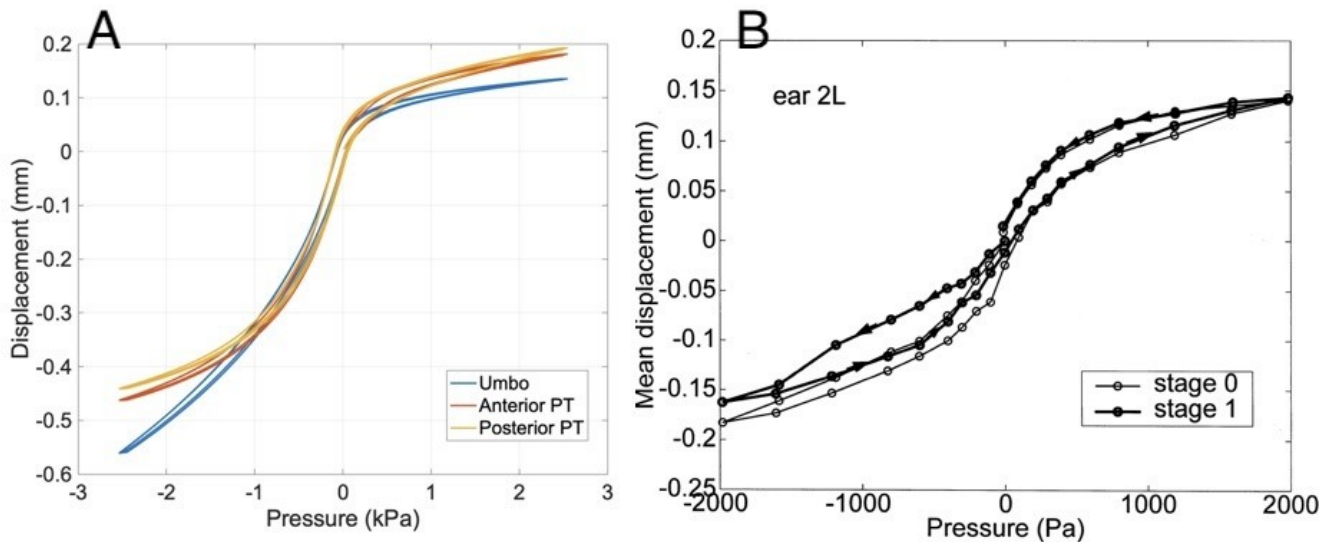 A
Displacement (mm)
0.2
0.1
0
-0.1
-0.2
-0.3
-0.4
-0.5
-0.6
-3
-2
-1
0
1
2
3
Pressure (kPa)
Umbo
Anterior PT
Posterior PT
B
Mean displacement (mm)
0.2
0.15
0.1
0.05
0
-0.05
-0.1
-0.15
-0.2
-0.25
-2000
-1000
0
1000
2000
Pressure (Pa)
ear 2L
stage 0
stage 1